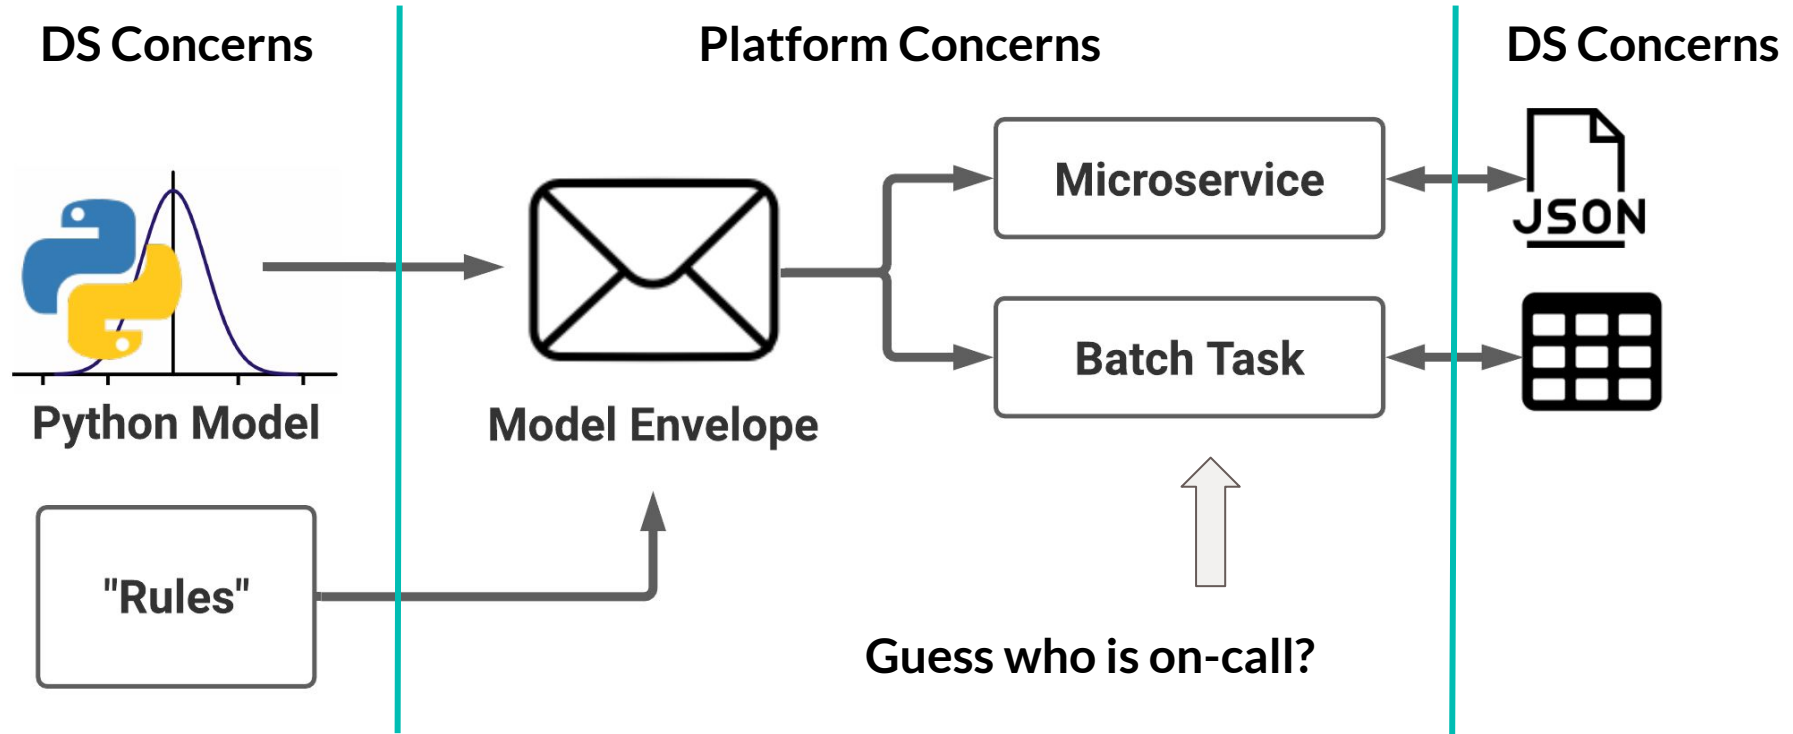 DS Concerns
Platform Concerns
DS Concerns
Microservice
JSON
Batch Task
Python Model
Model Envelope
"Rules"
Guess who is on-call?